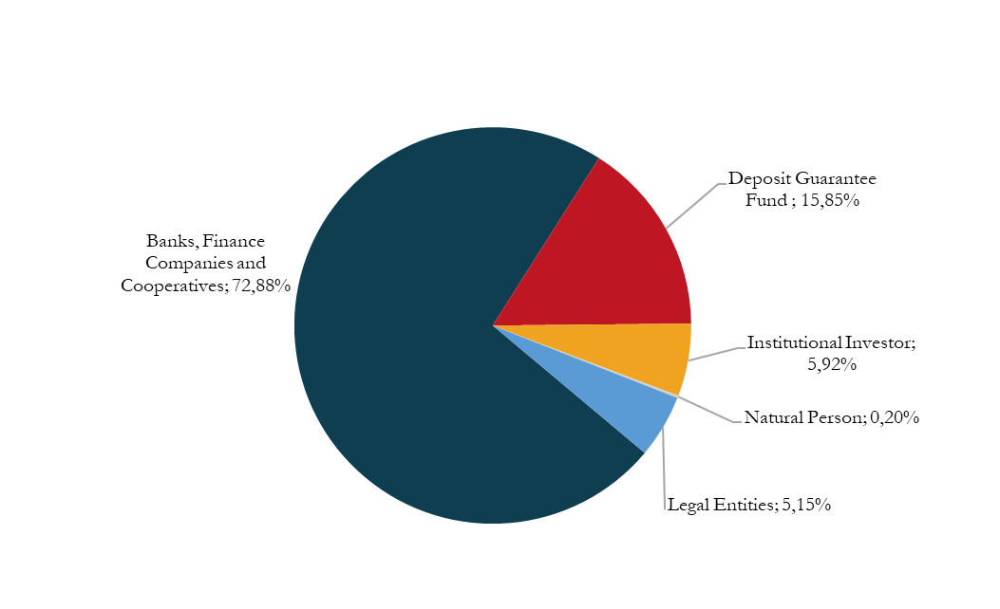 Banks, Finance
Companies and
Cooperatives; 72,88%
Deposit Guarantee
Fund ; 15,85%
Institutional Investor;
5,92%
Natural Person; 0,20%
Legal Entities; 5,15%